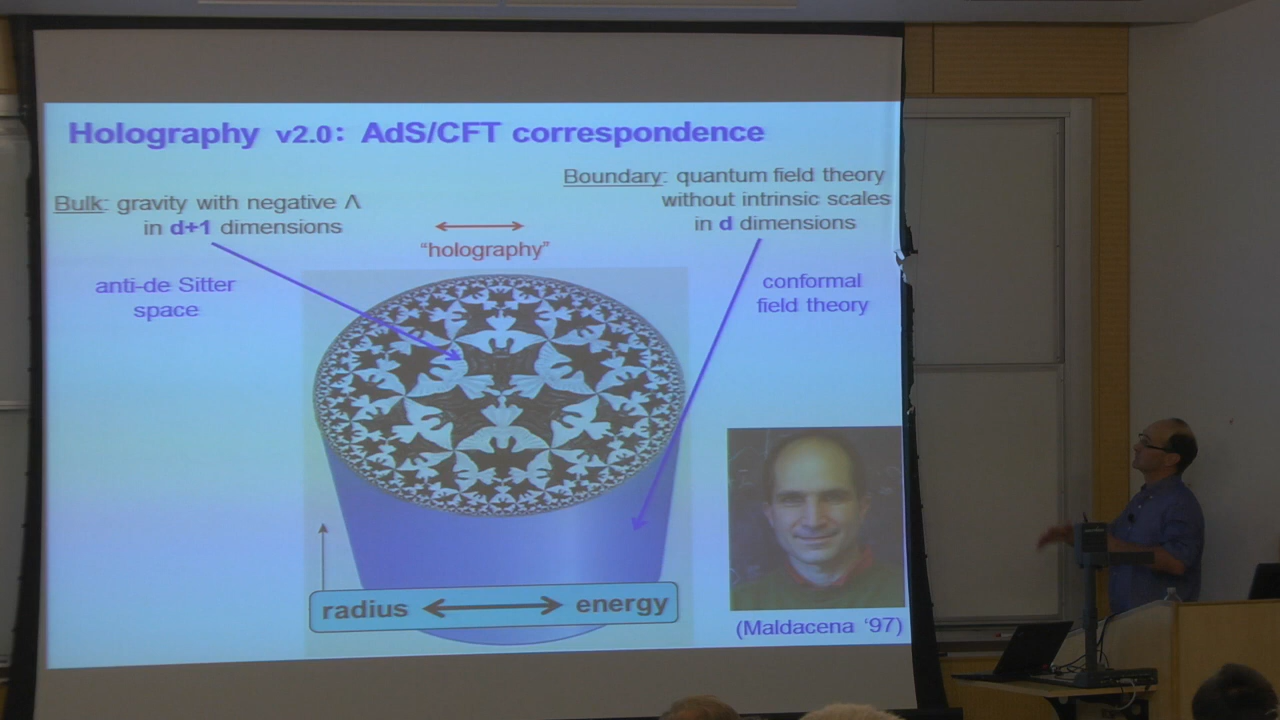 Holography v2.0: AdS/CFT correspondence
Bulk: gravity with negative Λ
in d+1 dimensions
anti-de Sitter
space
"holography"
Boundary: quantum field theory
without intrinsic scales
in d dimensions
conformal
field theory
radius energy
(Maldacena '97)